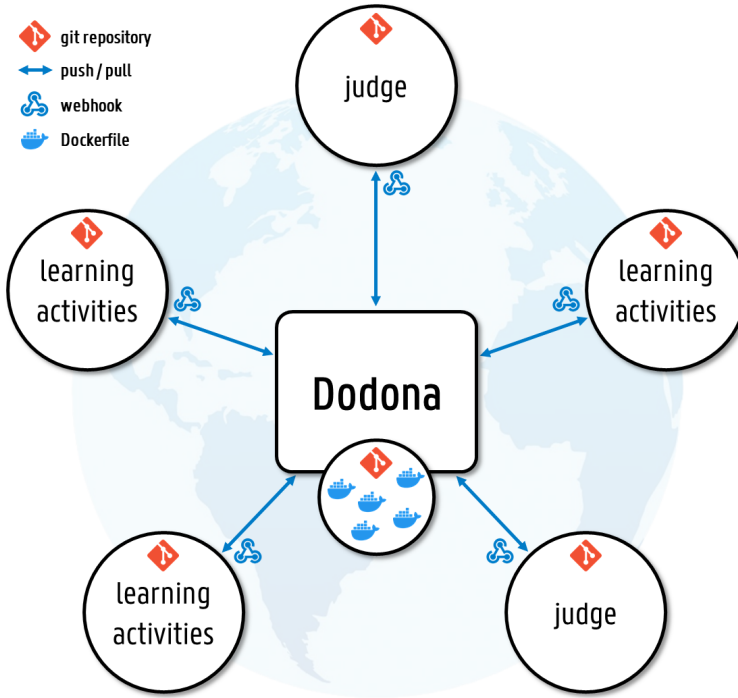 git repository
push / pull
webhook
Dockerfile
judge
learning
activities
learning
activities
Dodona
learning
activities
judge